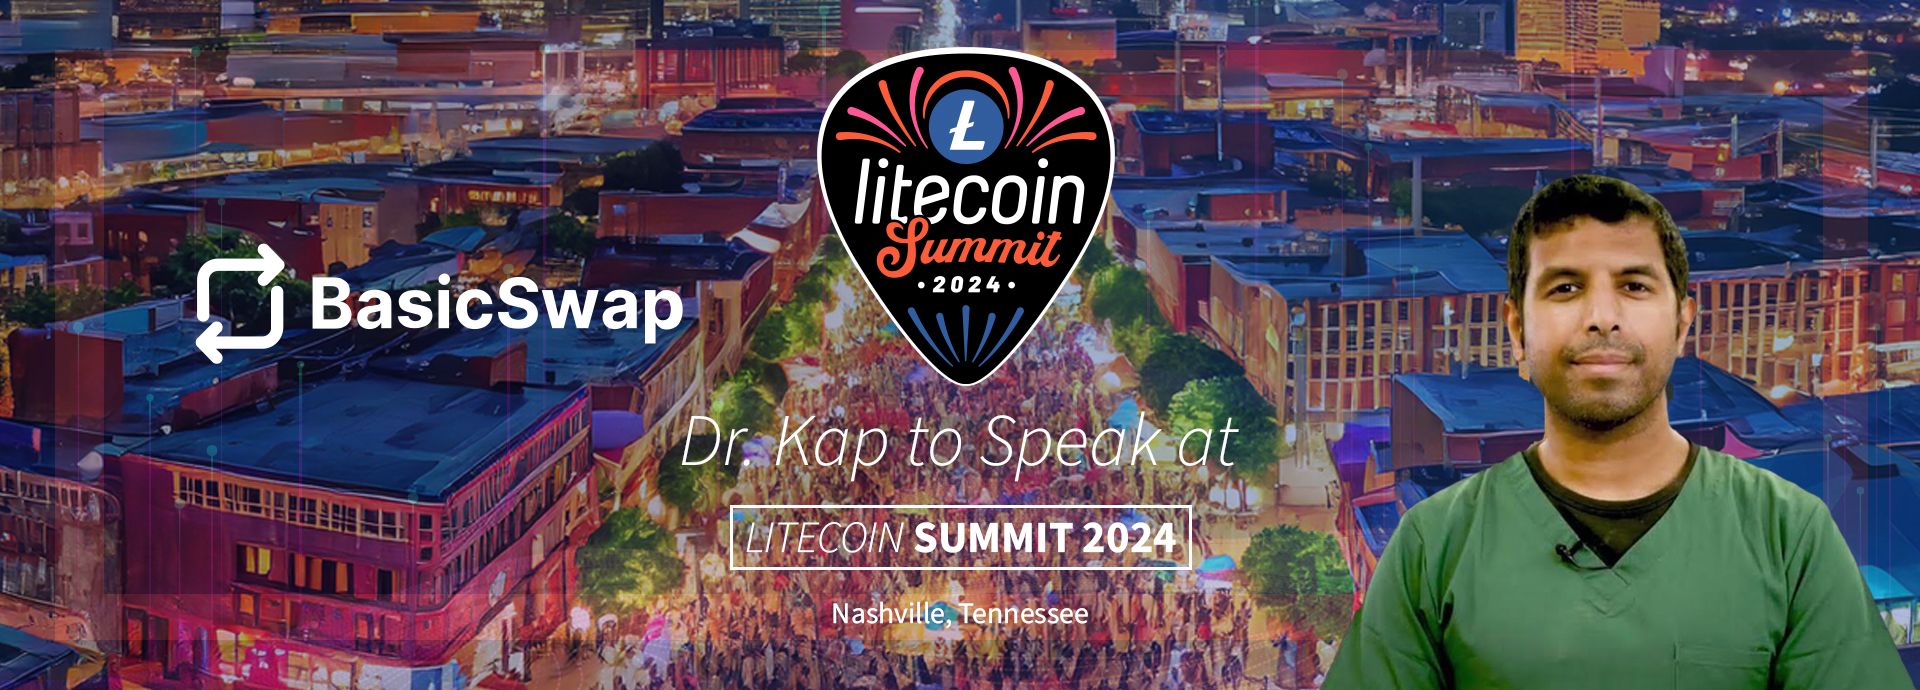 Ł
litecoin
Summit
• 2024 •
BasicSwap
Dr. Kap to Speak at
LITECOIN SUMMIT 2024
Nashville, Tennessee